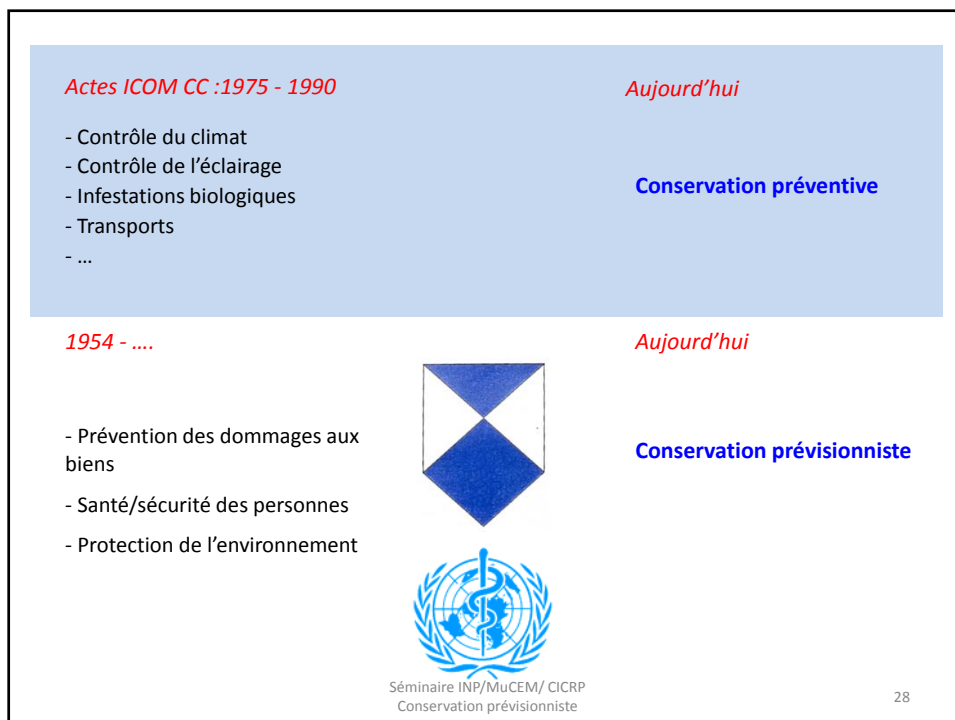 Actes ICOM CC :1975 - 1990
Aujourd’hui
- Contrôle du climat
- Contrôle de l’éclairage
- Infestations biologiques
- Transports
- …
Conservation préventive
1954 - ….
Aujourd’hui
- Prévention des dommages aux
biens
- Santé/sécurité des personnes
- Protection de l’environnement
Conservation prévisionniste
Séminaire INP/MuCEM/ CICRP
Conservation prévisionniste
28